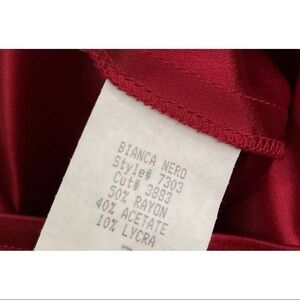 BIANCA NERO
Style# 7303
Cut# 3883
50% RAYON
40% ACETATE
10% LYCRA